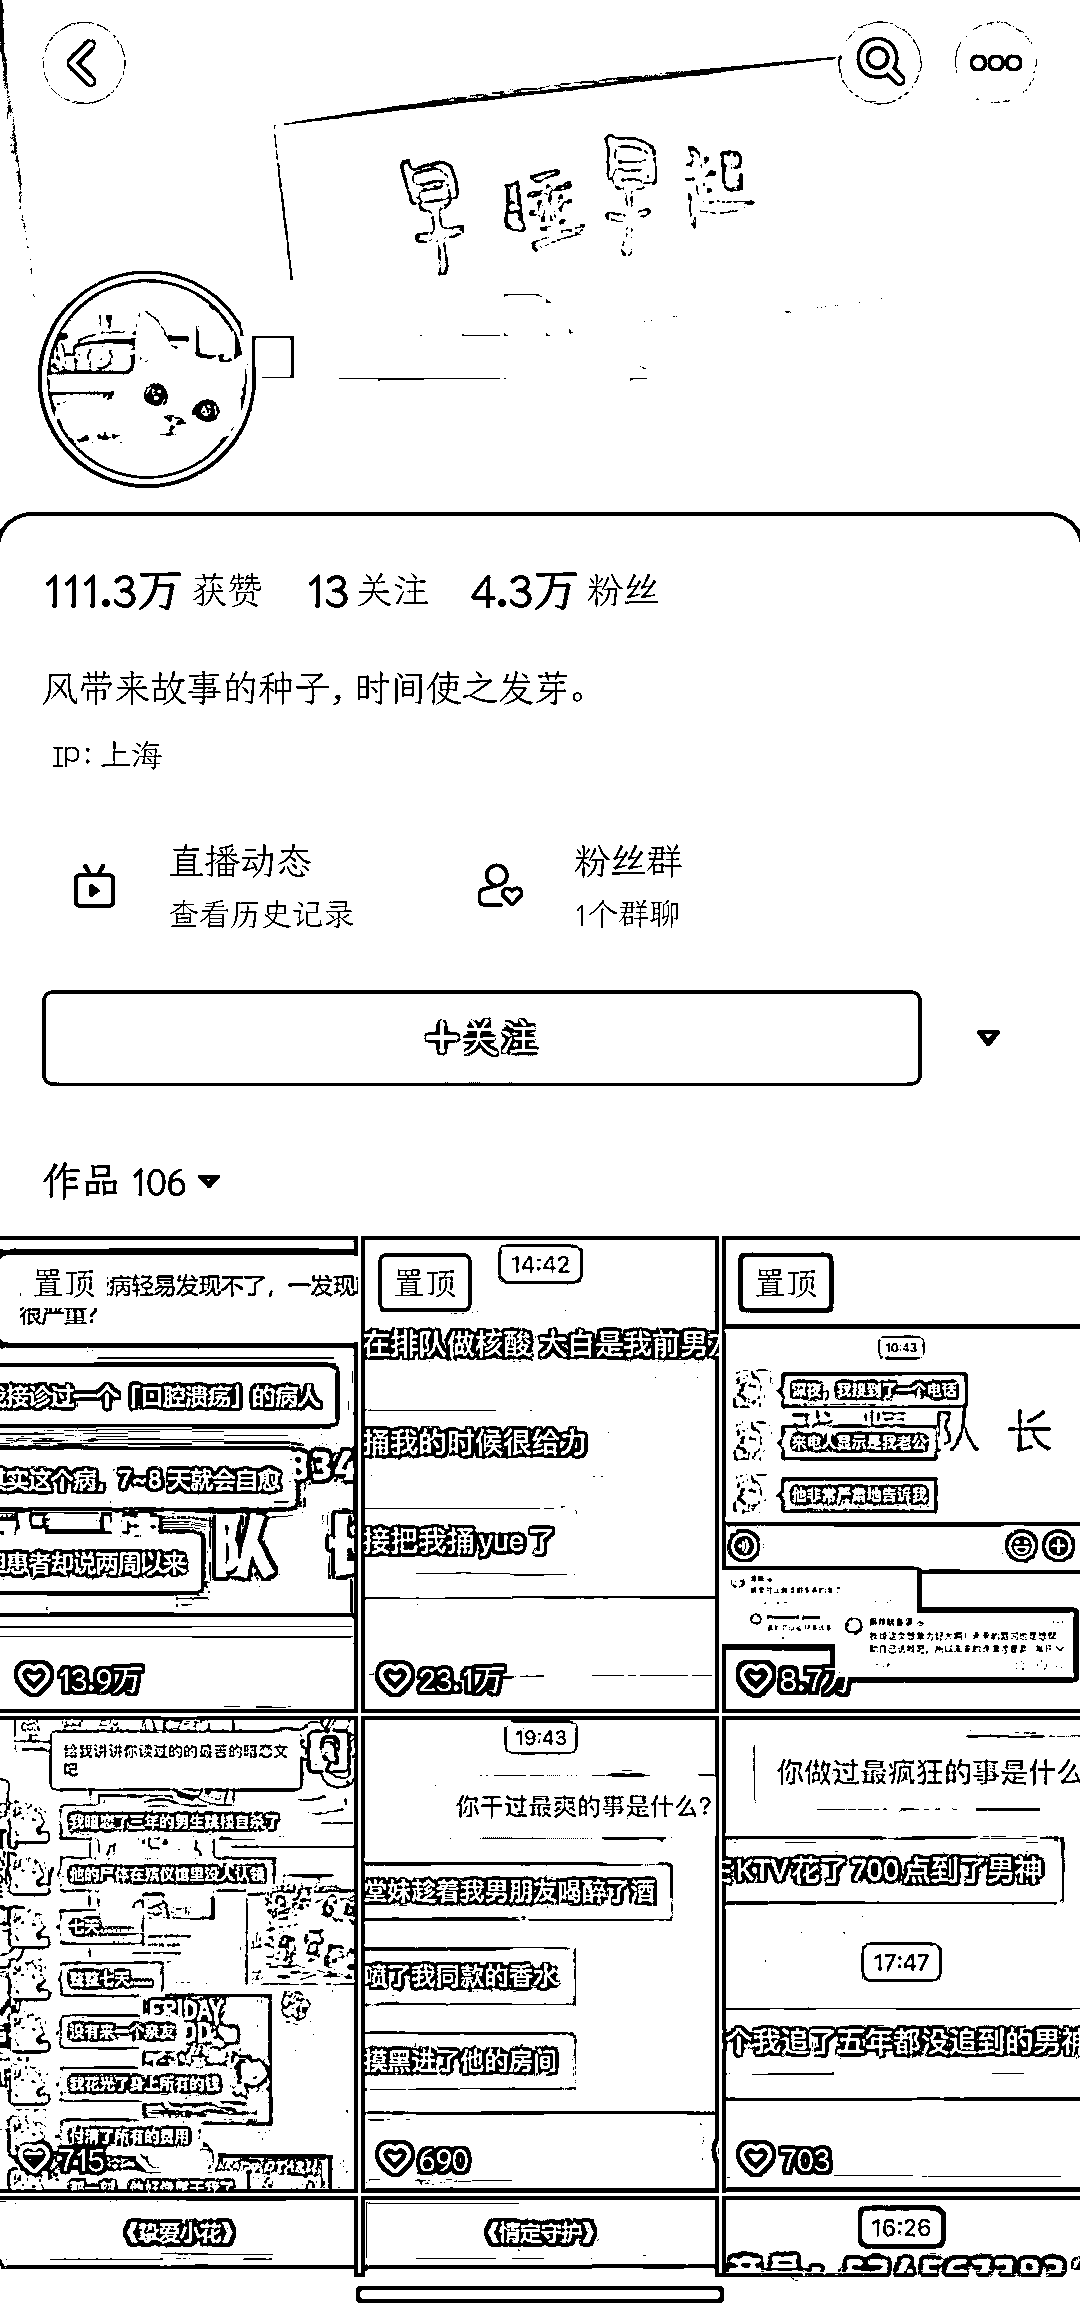 早睡早起
111.3万 获赞 13 关注 4.3万 粉丝
风带来故事的种子, 时间使之发芽。
IP: 上海
直播动态
查看历史记录
粉丝群
1个群聊
+关注
作品 106
置顶 病轻易发现不了, 一发现
很严重?
接诊过一个「口腔溃疡」的病人
实这个病, 7~8天就会自愈
患者却说两周以来
队
13.9万
置顶
14:42
在排队做核酸 大白是我前男
捅我的时候很给力
接把我捅yue了
23.1万
置顶
10:43
深夜, 我接到了一个电话
来电人显示是我老公
他非常严肃地告诉我
队 长
8.7万
给我讲讲你读过的的最苦的暗恋文
吧
我暗恋了三年的男生跳楼自杀了
他的尸体在殡仪馆里没人认领
七天......
整整七天......
没有来一个亲友
我花光了身上所有的钱
付清了所有的费用
FRIDAY
715
19:43
你干过最爽的事是什么?
堂妹趁着我男朋友喝醉了酒
喷了我同款的香水
摸黑进了他的房间
690
你做过最疯狂的事是什么
KTV花了700点到了男神
17:47
个我追了五年都没追到的男神
703
《挚爱小花》
《情定守护》
16:26